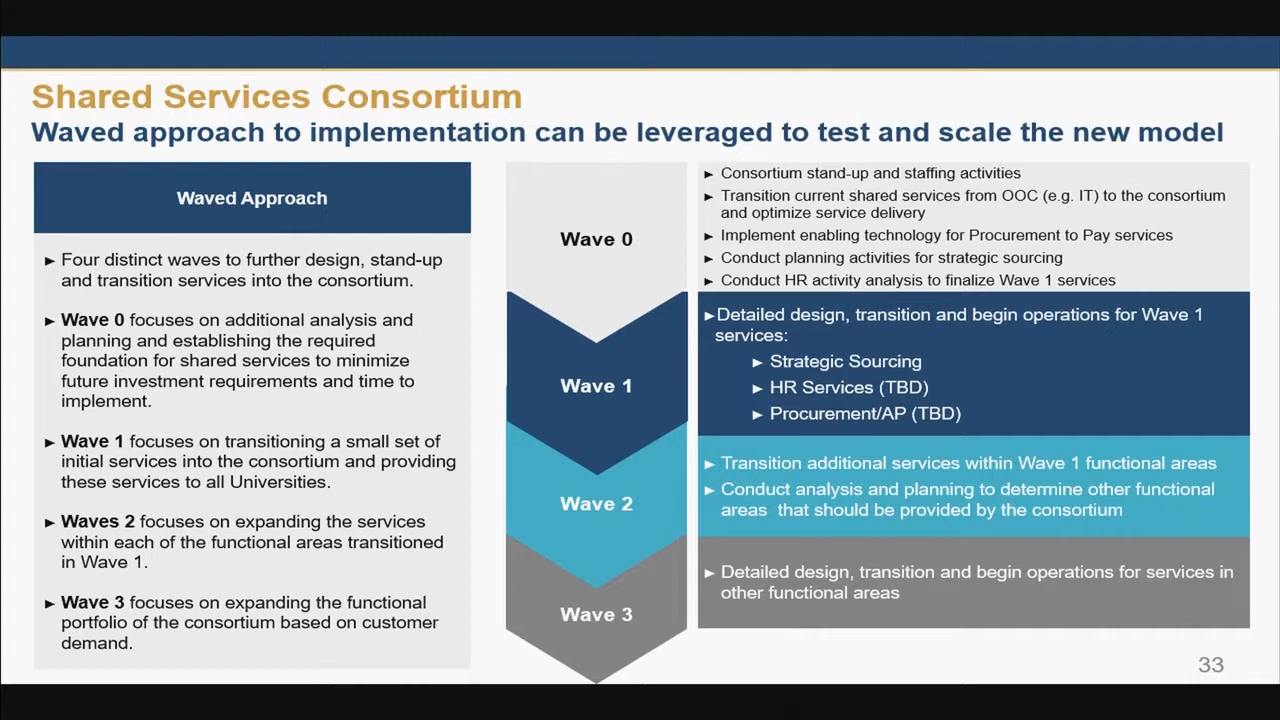 Shared Services Consortium
Waved approach to implementation can be leveraged to test and scale the new model
Waved Approach
► Four distinct waves to further design, stand-up
and transition services into the consortium.
► Wave 0 focuses on additional analysis and
planning and establishing the required
foundation for shared services to minimize
future investment requirements and time to
implement.
► Wave 1 focuses on transitioning a small set of
initial services into the consortium and providing
these services to all Universities.
► Waves 2 focuses on expanding the services
within each of the functional areas transitioned
in Wave 1.
► Wave 3 focuses on expanding the functional
portfolio of the consortium based on customer
demand.
Wave 0
► Consortium stand-up and staffing activities
► Transition current shared services from OOC (e.g. IT) to the consortium
and optimize service delivery
► Implement enabling technology for Procurement to Pay services
► Conduct planning activities for strategic sourcing
► Conduct HR activity analysis to finalize Wave 1 services
Wave 1
►Detailed design, transition and begin operations for Wave 1
services:
► Strategic Sourcing
► HR Services (TBD)
► Procurement/AP (TBD)
Wave 2
► Transition additional services within Wave 1 functional areas
► Conduct analysis and planning to determine other functional
areas that should be provided by the consortium
Wave 3
► Detailed design, transition and begin operations for services in
other functional areas
33